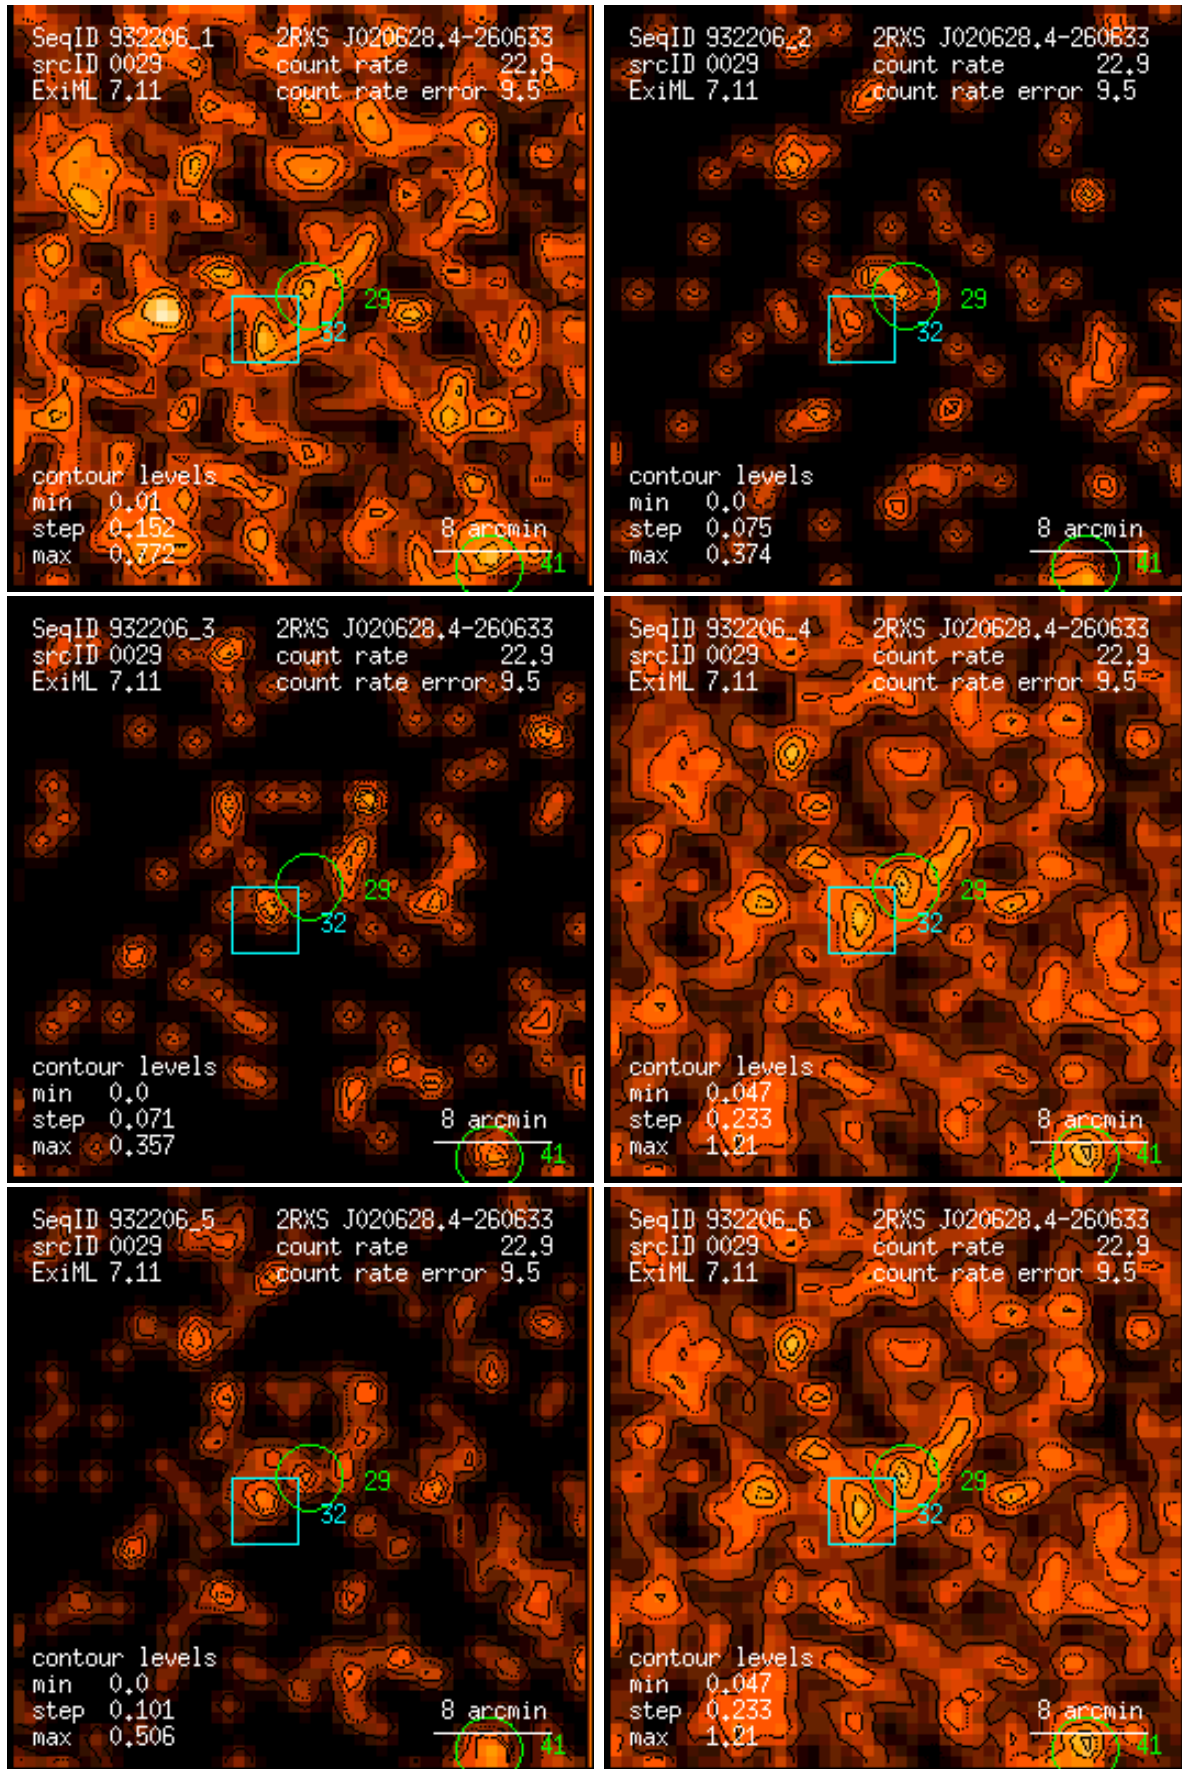 SeqID 932206_1 2RXS J020628.4-260633
srcID 0029 count rate 22.9
ExiML 7.11 count rate error 9.5
29
32
contour levels
min 0.01
step 0.152 8 arcmin
max 0.772
41
SeqID 932206_2 2RXS J020628.4-260633
srcID 0029 count rate 22.9
ExiML 7.11 count rate error 9.5
29
32
contour levels
min 0.0
step 0.075 8 arcmin
max 0.374
41
SeqID 932206_3 2RXS J020628.4-260633
srcID 0029 count rate 22.9
ExiML 7.11 count rate error 9.5
29
32
contour levels
min 0.0
step 0.071 8 arcmin
max 0.357
41
SeqID 932206_4 2RXS J020628.4-260633
srcID 0029 count rate 22.9
ExiML 7.11 count rate error 9.5
29
32
contour levels
min 0.047
step 0.233 8 arcmin
max 1.21
41
SeqID 932206_5 2RXS J020628.4-260633
srcID 0029 count rate 22.9
ExiML 7.11 count rate error 9.5
29
32
contour levels
min 0.0
step 0.101 8 arcmin
max 0.506
41
SeqID 932206_6 2RXS J020628.4-260633
srcID 0029 count rate 22.9
ExiML 7.11 count rate error 9.5
29
32
contour levels
min 0.047
step 0.233 8 arcmin
max 1.21
41